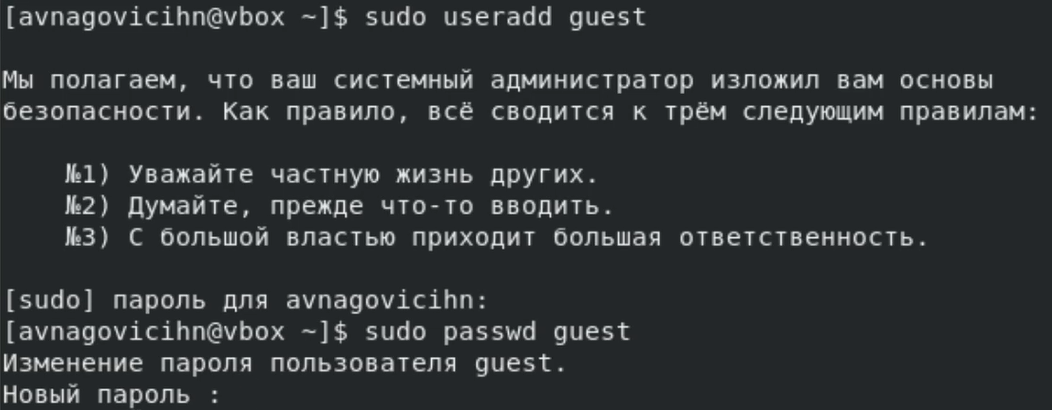 [avnagovicihn@vbox ~]$ sudo useradd guest
Мы полагаем, что ваш системный администратор изложил вам основы
безопасности. Как правило, всё сводится к трём следующим правилам:
№1) Уважайте частную жизнь других.
№2) Думайте, прежде что-то вводить.
№3) С большой властью приходит большая ответственность.
[sudo] пароль для avnagovicihn:
[avnagovicihn@vbox ~]$ sudo passwd guest
Изменение пароля пользователя guest.
Новый пароль :